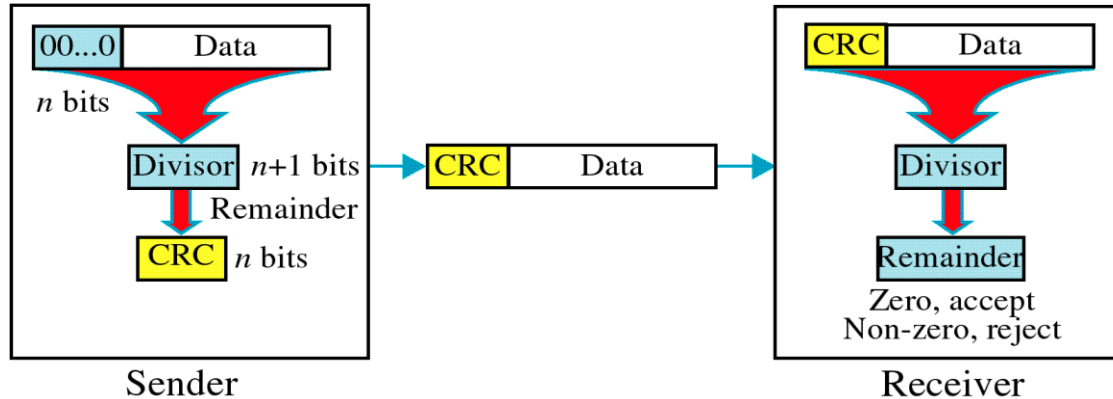 00...0 Data
n bits
Divisor n+1 bits
Remainder
CRC n bits
Sender
CRC Data
CRC Data
Divisor
Remainder
Zero, accept
Non-zero, reject
Receiver